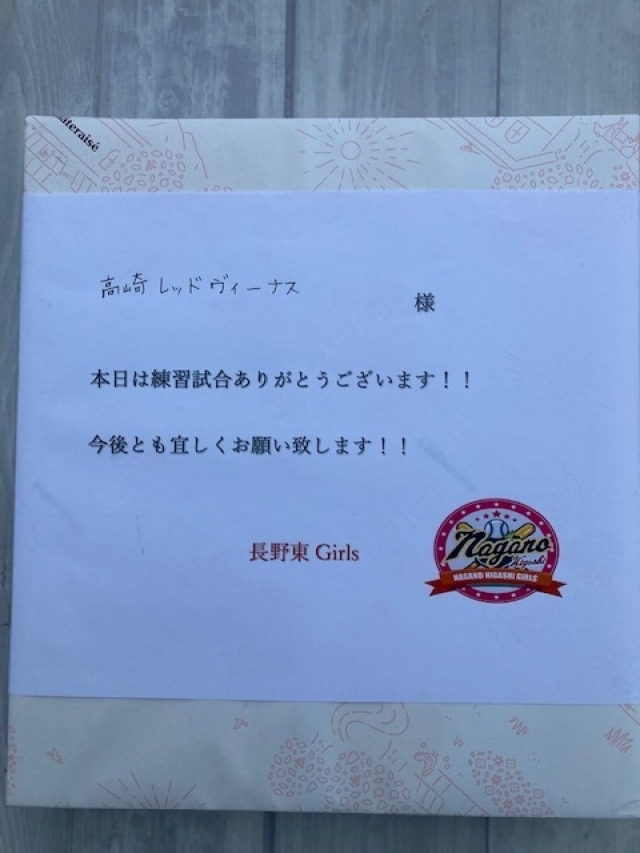 ateraisé
高崎レッドヴィーナス 様
本日は練習試合ありがとうございます！！
今後とも宜しくお願い致します！！
長野東 Girls
Nagano
Higashi
NAGANO HIGASHI GIRLS